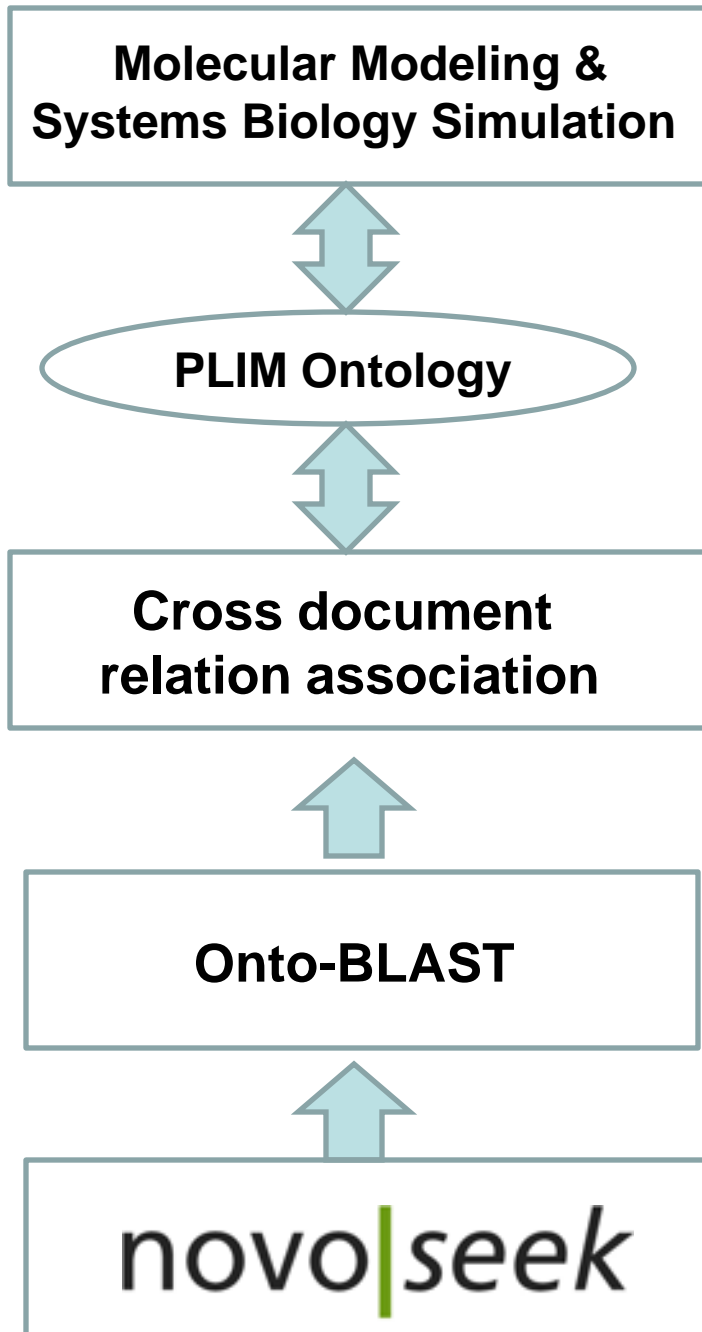 Molecular Modeling &
Systems Biology Simulation
PLIM Ontology
Cross document
relation association
Onto-BLAST
novo|seek